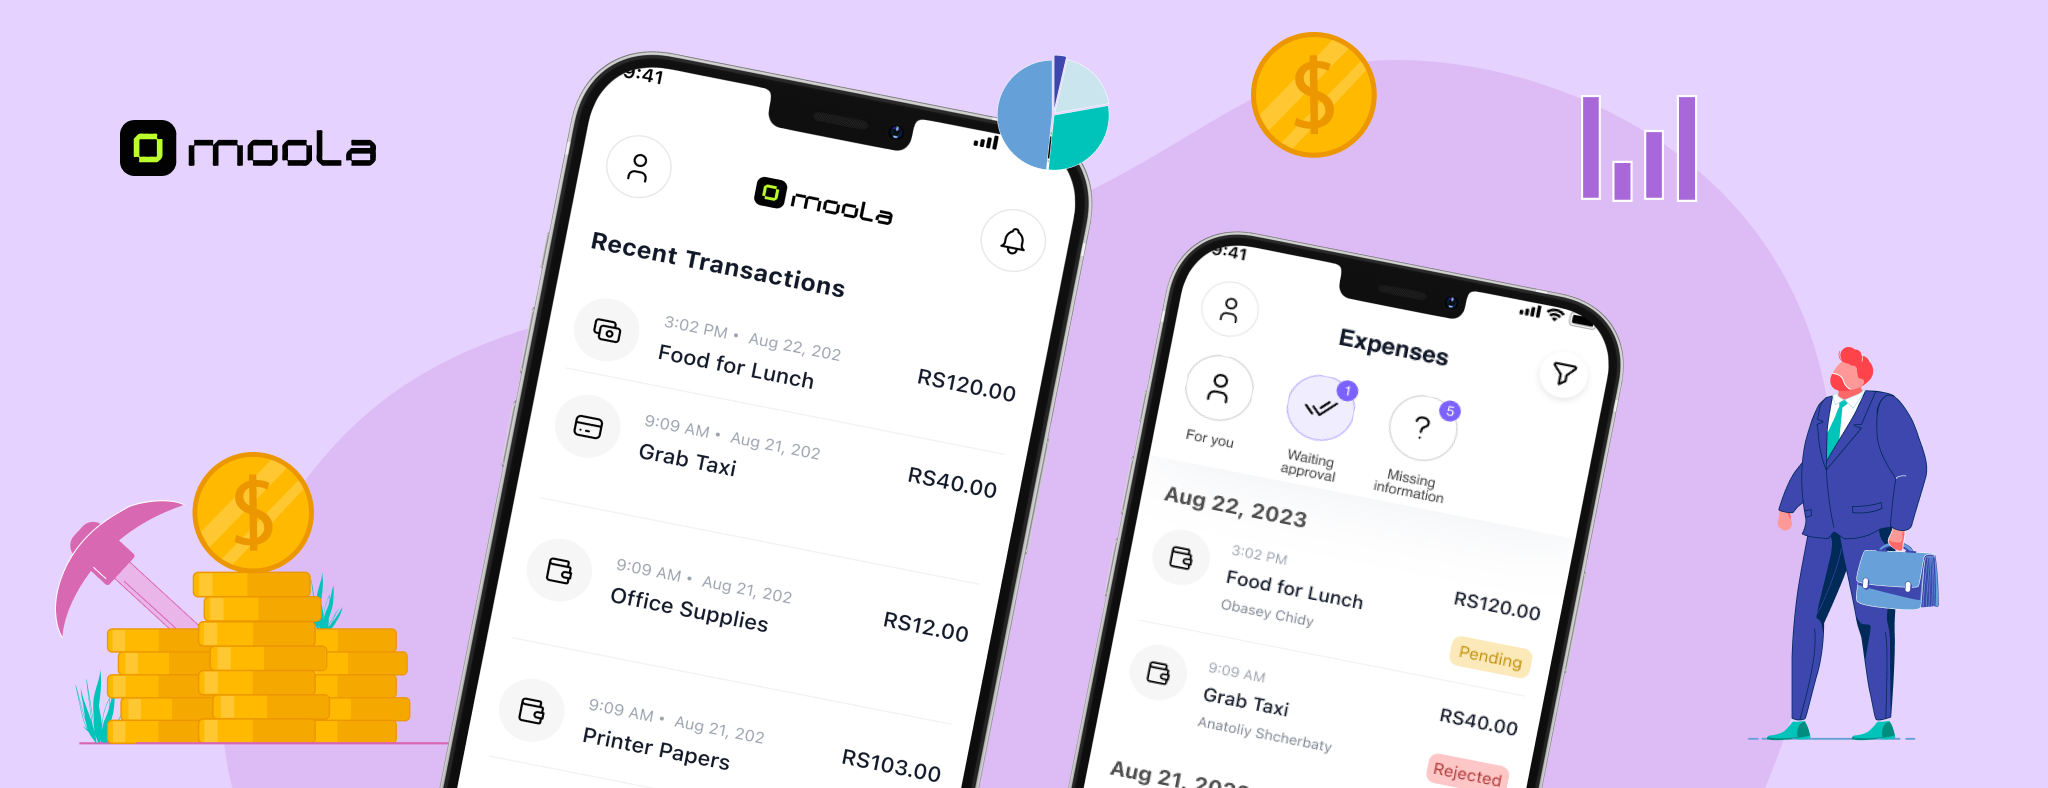 moola
9:41
moola
Recent Transactions
3:02 PM • Aug 22, 202
Food for Lunch
RS120.00
9:09 AM • Aug 21, 202
Grab Taxi
RS40.00
9:09 AM • Aug 21, 202
Office Supplies
RS12.00
9:09 AM • Aug 21, 202
Printer Papers
RS103.00
$
$
9:41
Expenses
1
5
?
For you
Waiting
approval
Missing
information
Aug 22, 2023
3:02 PM
Food for Lunch
RS120.00
Obasey Chidy
Pending
9:09 AM
Grab Taxi
RS40.00
Anatoliy Shcherbaty
Rejected
Aug 21, 2023